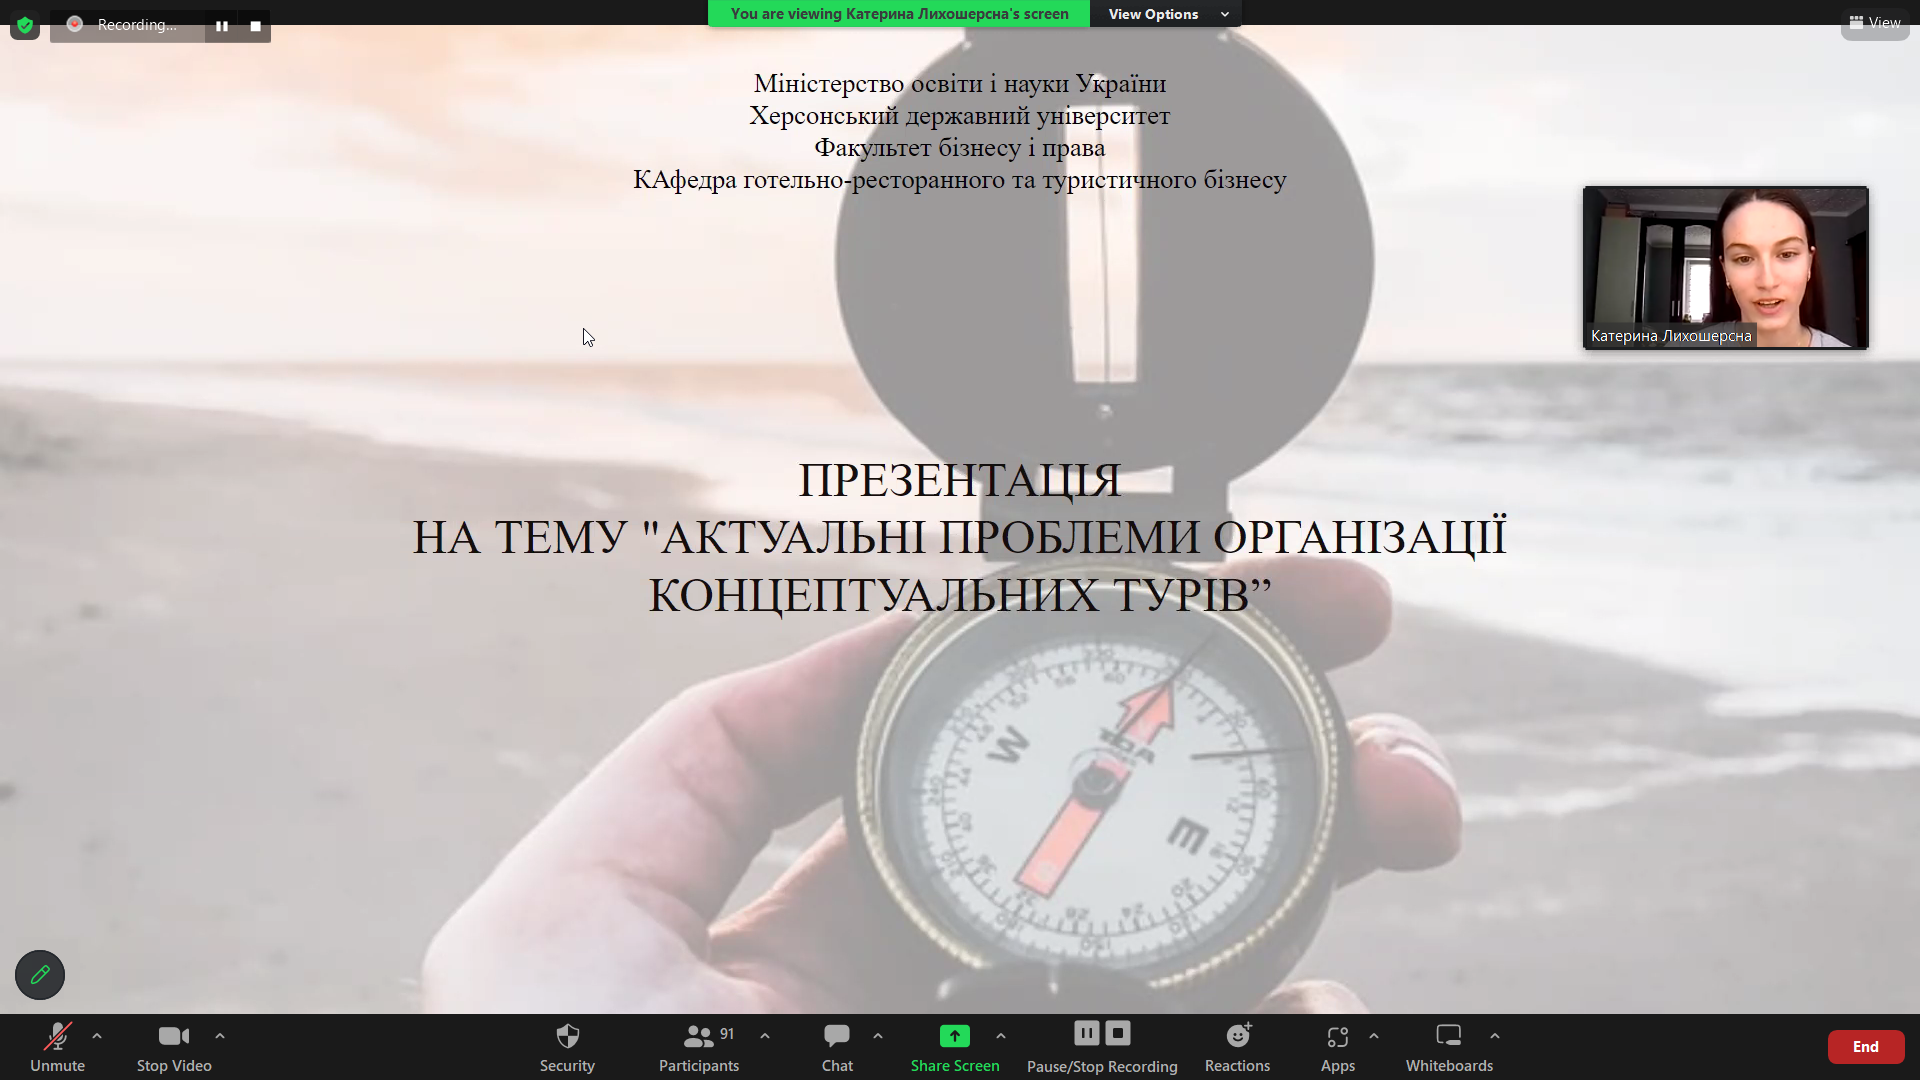 Recording...
You are viewing Катерина Лихошерсна's screen
View Options
View
Міністерство освіти і науки України
Херсонський державний університет
Факультет бізнесу і права
КАфедра готельно-ресторанного та туристичного бізнесу
Катерина Лихошерсна
ПРЕЗЕНТАЦІЯ
НА ТЕМУ "АКТУАЛЬНІ ПРОБЛЕМИ ОРГАНІЗАЦІЇ
КОНЦЕПТУАЛЬНИХ ТУРІВ”
W
E
Unmute
Stop Video
Security
Participants
91
Chat
Share Screen
Pause/Stop Recording
Reactions
Apps
Whiteboards
End